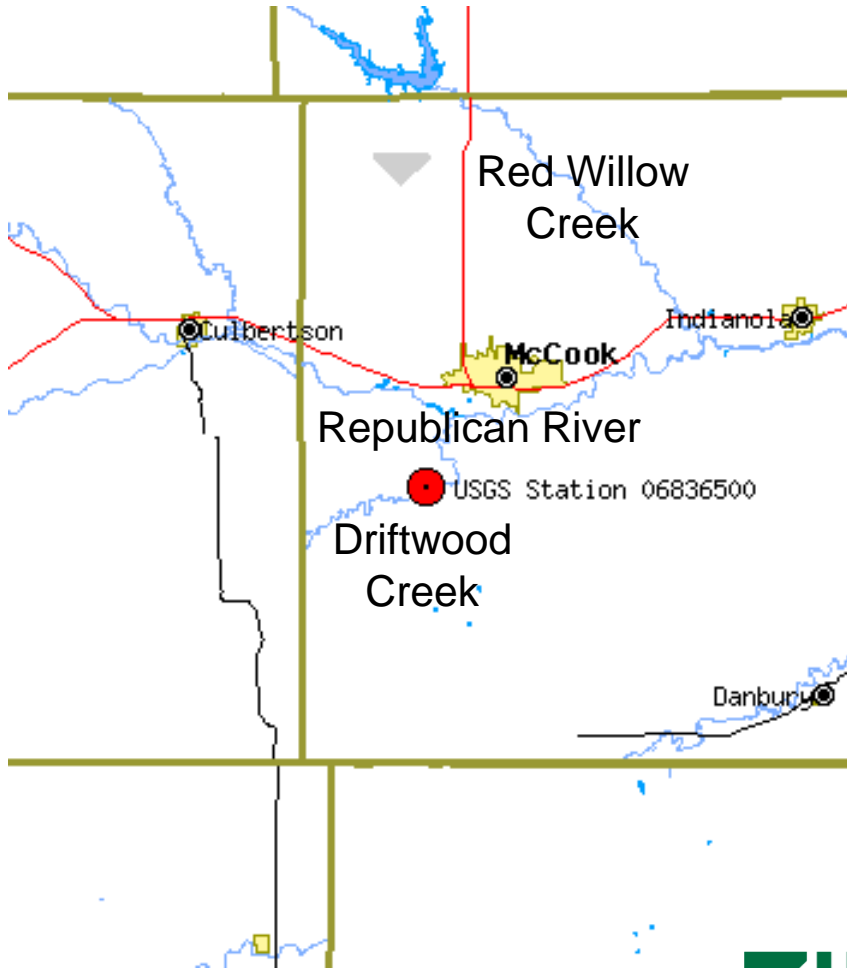 Red Willow
Creek
Culbertson
Indianola
McCook
Republican River
USGS Station 06836500
Driftwood
Creek
Danbury